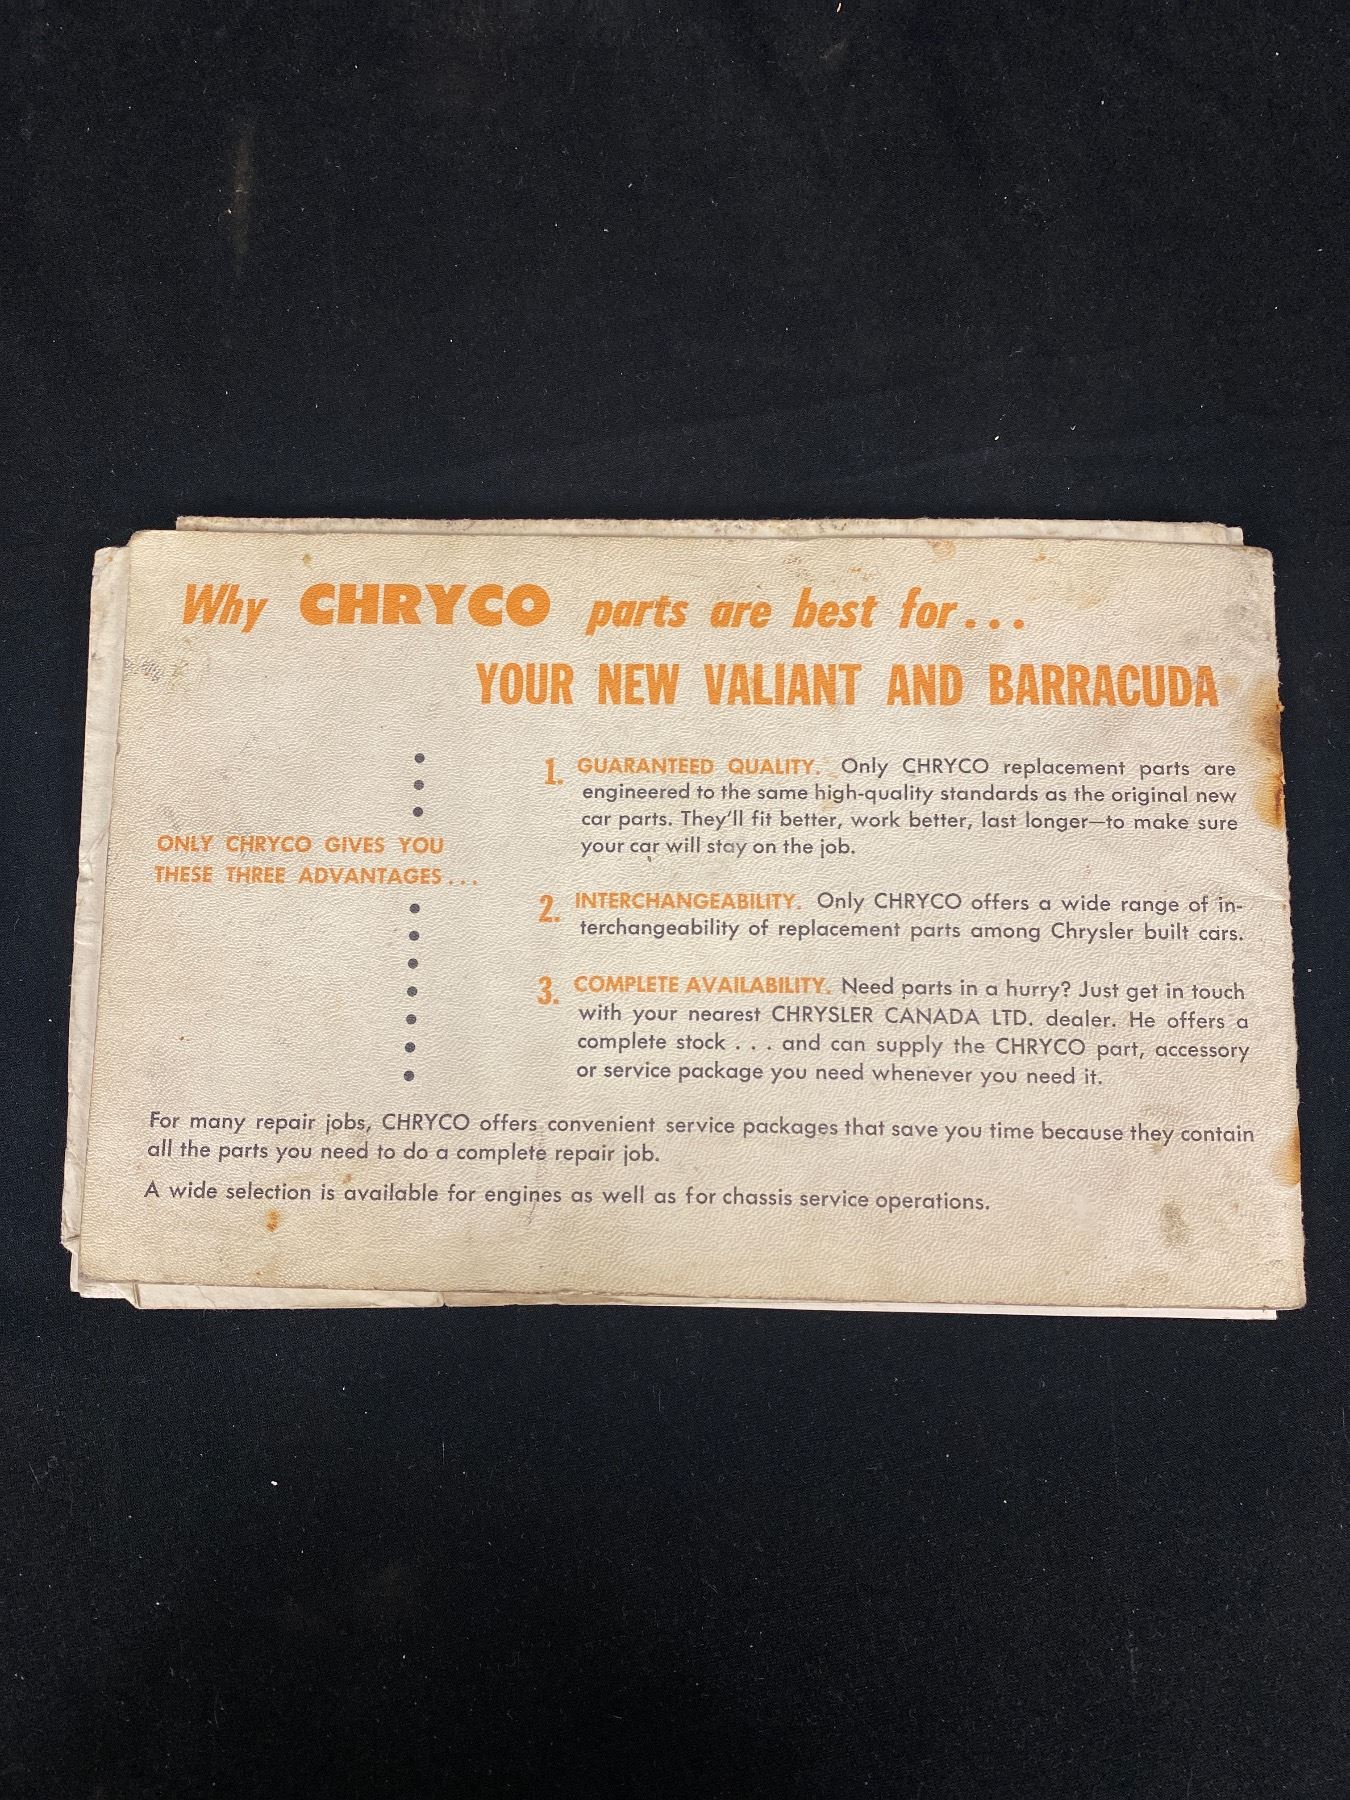 Why CHRYCO parts are best for...
YOUR NEW VALIANT AND BARRACUDA
ONLY CHRYCO GIVES YOU
THESE THREE ADVANTAGES...
1. GUARANTEED QUALITY. Only CHRYCO replacement parts are
engineered to the same high-quality standards as the original new
car parts. They'll fit better, work better, last longer—to make sure
your car will stay on the job.
2. INTERCHANGEABILITY. Only CHRYCO offers a wide range of in-
terchangeability of replacement parts among Chrysler built cars.
3. COMPLETE AVAILABILITY. Need parts in a hurry? Just get in touch
with your nearest CHRYSLER CANADA LTD. dealer. He offers a
complete stock . . . and can supply the CHRYCO part, accessory
or service package you need whenever you need it.
For many repair jobs, CHRYCO offers convenient service packages that save you time because they contain
all the parts you need to do a complete repair job.
A wide selection is available for engines as well as for chassis service operations.